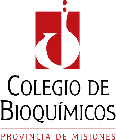 COLEGIO DE
BIOQUÍMICOS
PROVINCIA DE MISIONES